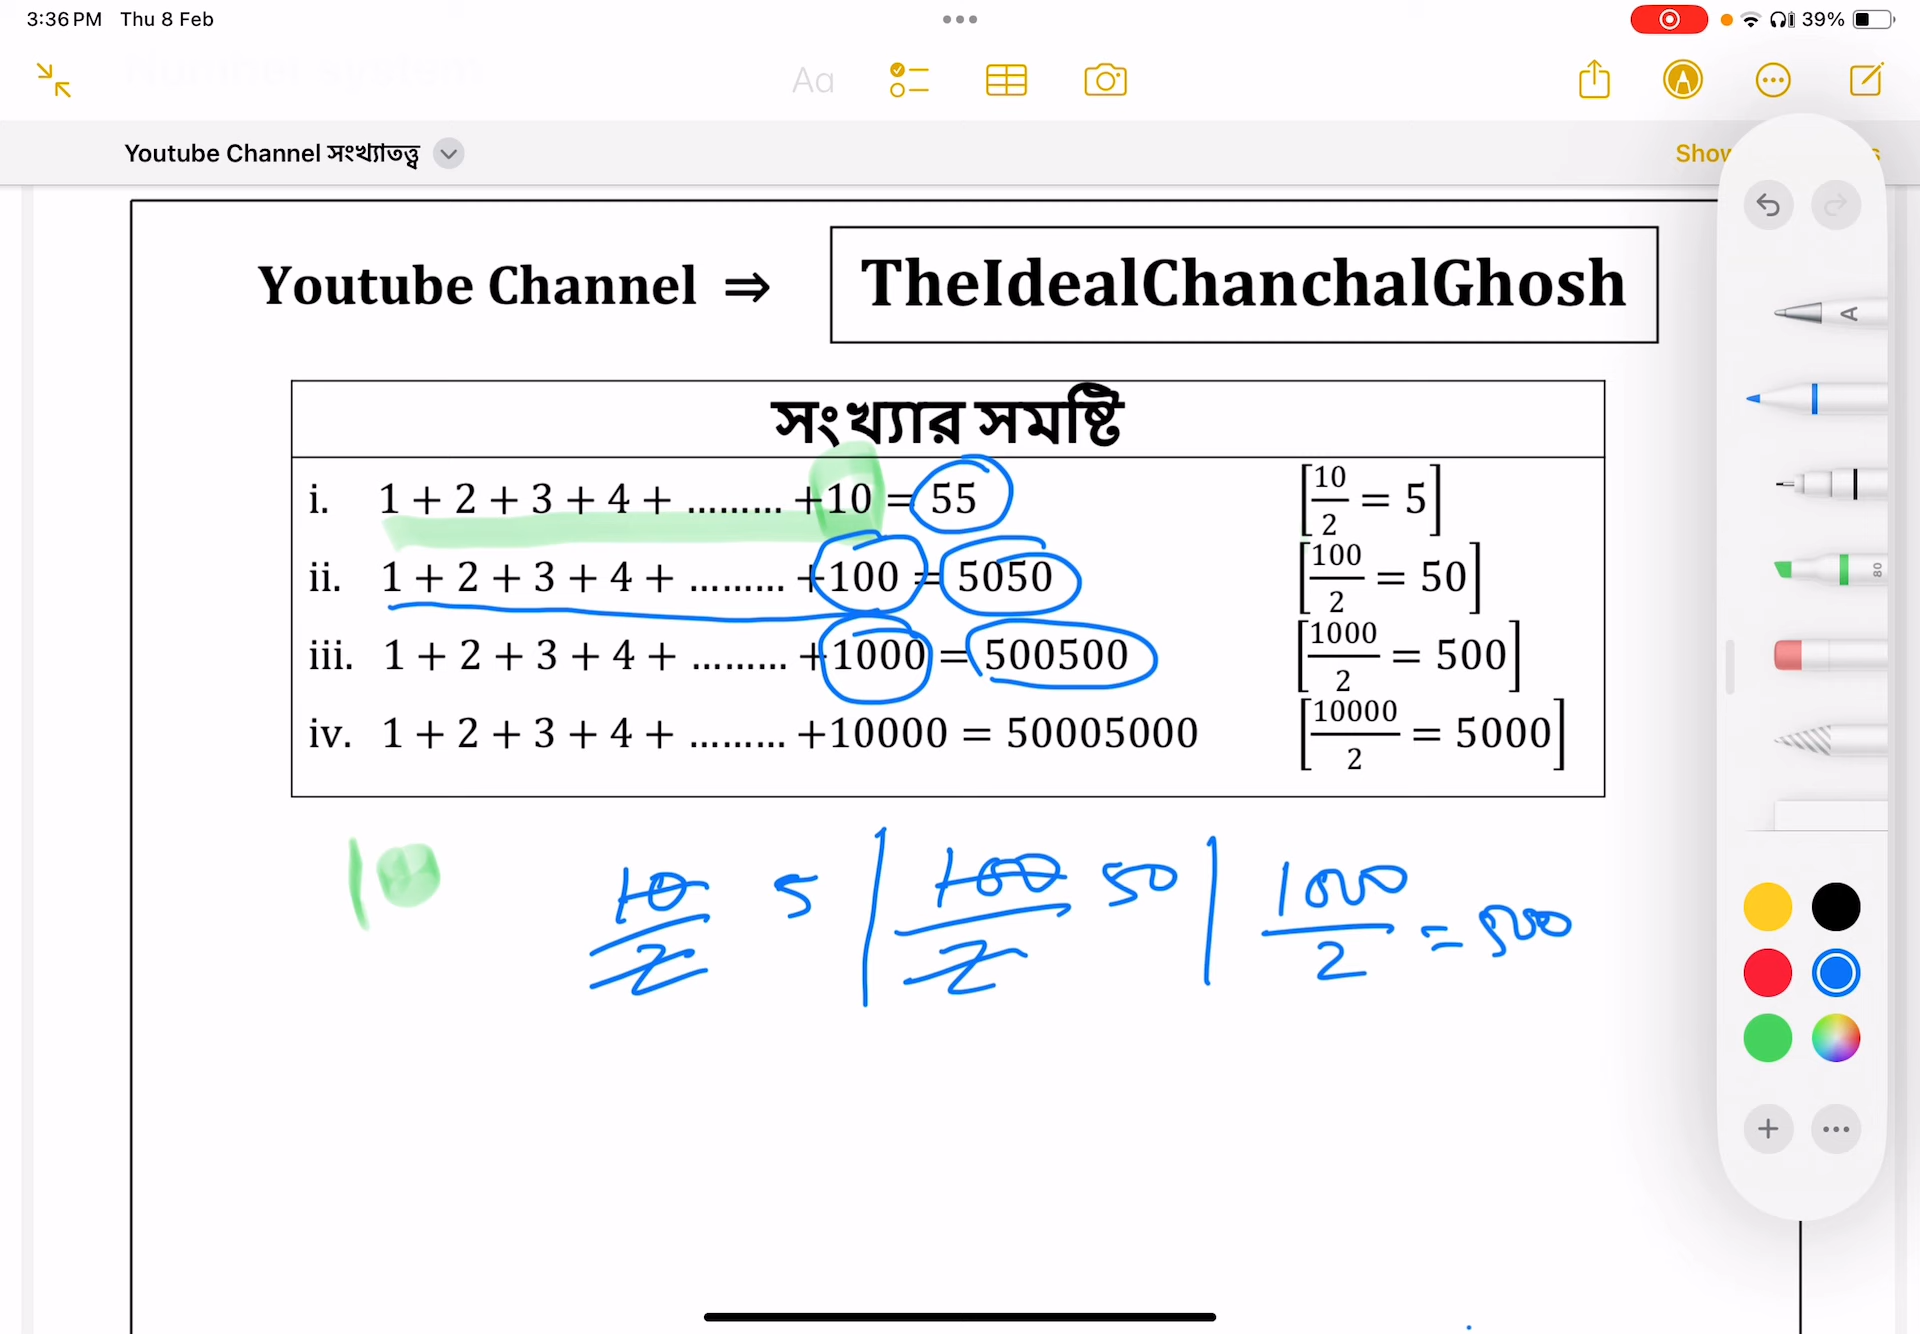 3:36 PM Thu 8 Feb 39%
Aa
Youtube Channel সংখ্যাতত্ত্ব
Youtube Channel ⇒ TheIdealChanchalGhosh
সংখ্যার সমষ্টি
i. 1 + 2 + 3 + 4 + ......... +10 = 55 [10/2 = 5]
ii. 1 + 2 + 3 + 4 + ......... +100 = 5050 [100/2 = 50]
iii. 1 + 2 + 3 + 4 + ......... +1000 = 500500 [1000/2 = 500]
iv. 1 + 2 + 3 + 4 + ......... +10000 = 50005000 [10000/2 = 5000]
10
10/2 5 | 100/2 50 | 1000/2 = 500
A
80